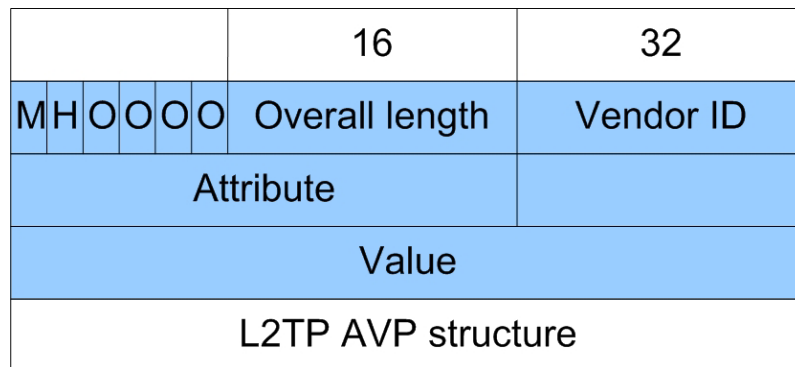 16 32
M H O O O O Overall length Vendor ID
Attribute
Value
L2TP AVP structure